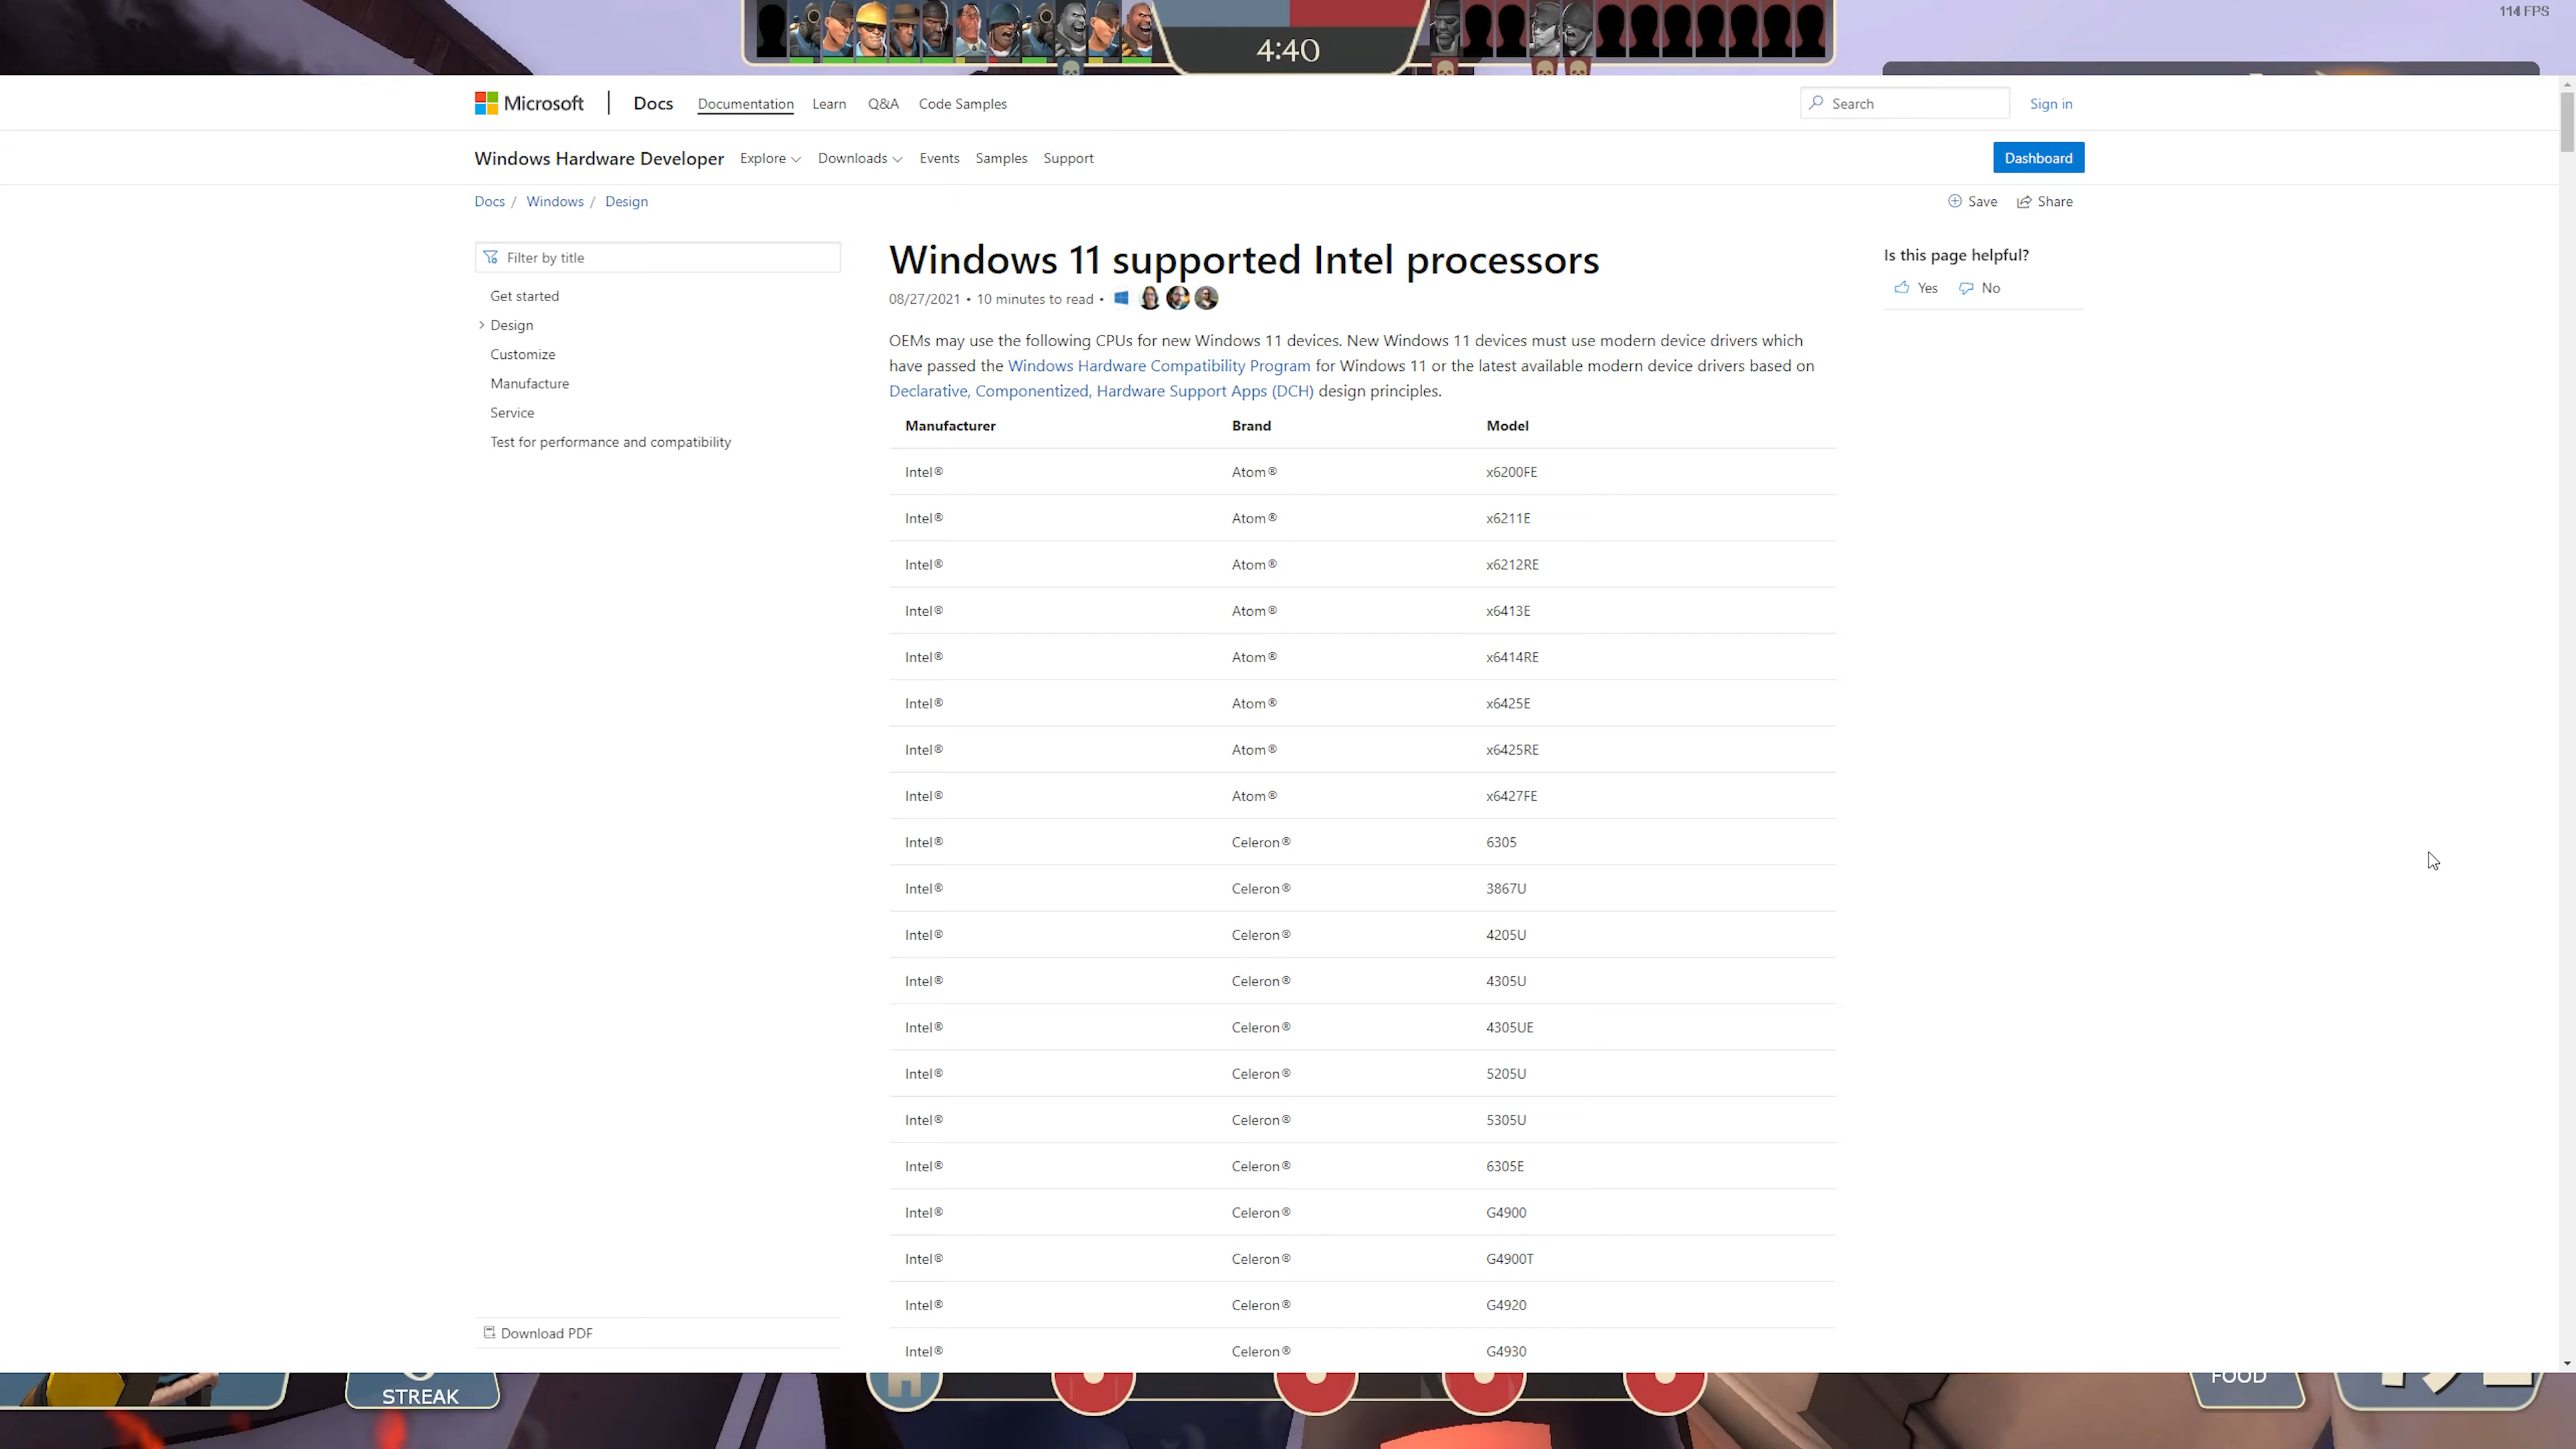 114 FPS
4:40
Microsoft Docs Documentation Learn Q&A Code Samples Search Sign in
Windows Hardware Developer Explore Downloads Events Samples Support Dashboard
Docs / Windows / Design Save Share
Filter by title
Get started
Design
Customize
Manufacture
Service
Test for performance and compatibility
Download PDF
Windows 11 supported Intel processors
08/27/2021 • 10 minutes to read •
OEMs may use the following CPUs for new Windows 11 devices. New Windows 11 devices must use modern device drivers which
have passed the Windows Hardware Compatibility Program for Windows 11 or the latest available modern device drivers based on
Declarative, Componentized, Hardware Support Apps (DCH) design principles.
Manufacturer Brand Model
Intel® Atom® x6200FE
Intel® Atom® x6211E
Intel® Atom® x6212RE
Intel® Atom® x6413E
Intel® Atom® x6414RE
Intel® Atom® x6425E
Intel® Atom® x6425RE
Intel® Atom® x6427FE
Intel® Celeron® 6305
Intel® Celeron® 3867U
Intel® Celeron® 4205U
Intel® Celeron® 4305U
Intel® Celeron® 4305UE
Intel® Celeron® 5205U
Intel® Celeron® 5305U
Intel® Celeron® 6305E
Intel® Celeron® G4900
Intel® Celeron® G4900T
Intel® Celeron® G4920
Intel® Celeron® G4930
Is this page helpful?
Yes No
STREAK
FOOD